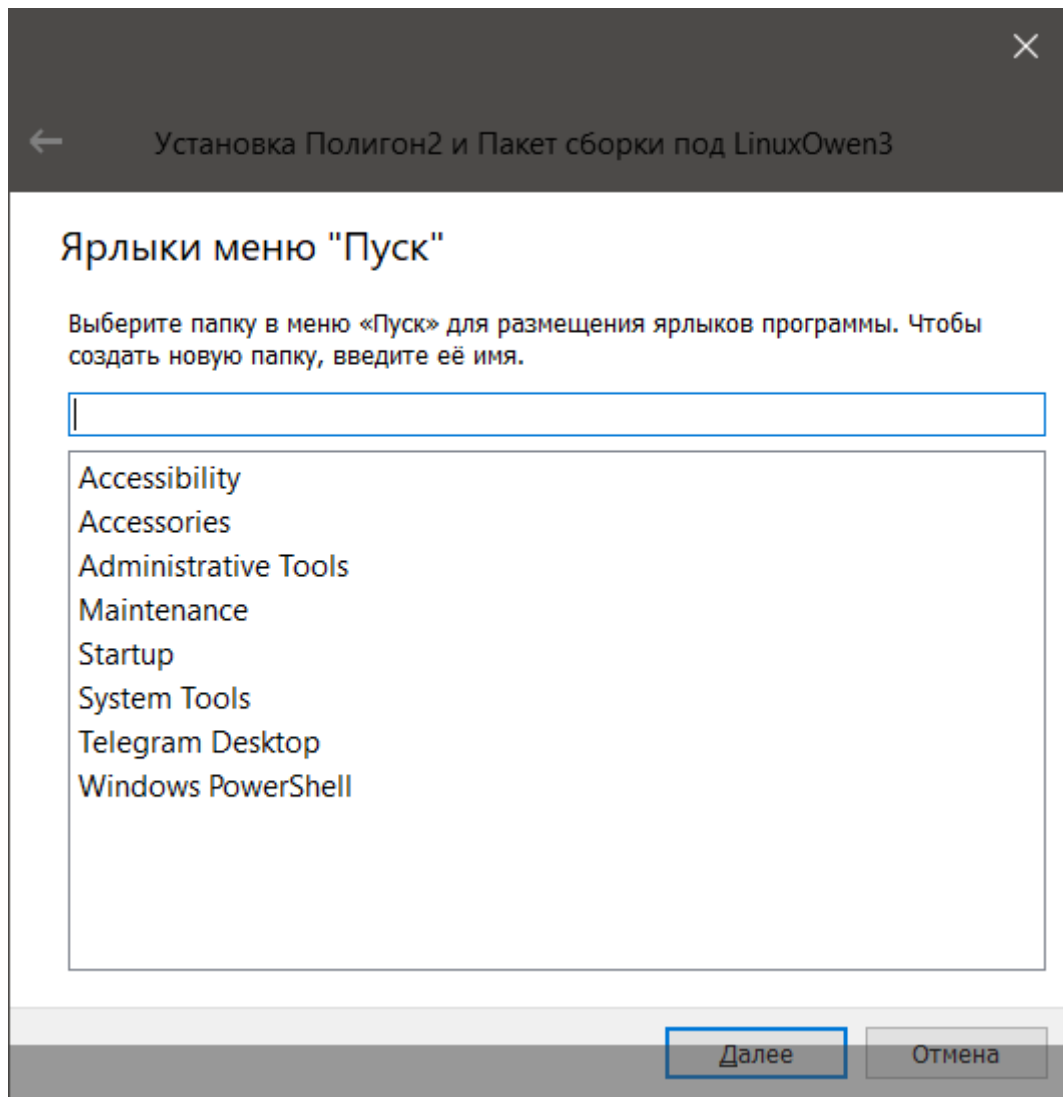 Установка Полигон2 и Пакет сборки под LinuxOwen3
Ярлыки меню "Пуск"
Выберите папку в меню «Пуск» для размещения ярлыков программы. Чтобы
создать новую папку, введите её имя.
Accessibility
Accessories
Administrative Tools
Maintenance
Startup
System Tools
Telegram Desktop
Windows PowerShell
Далее Отмена